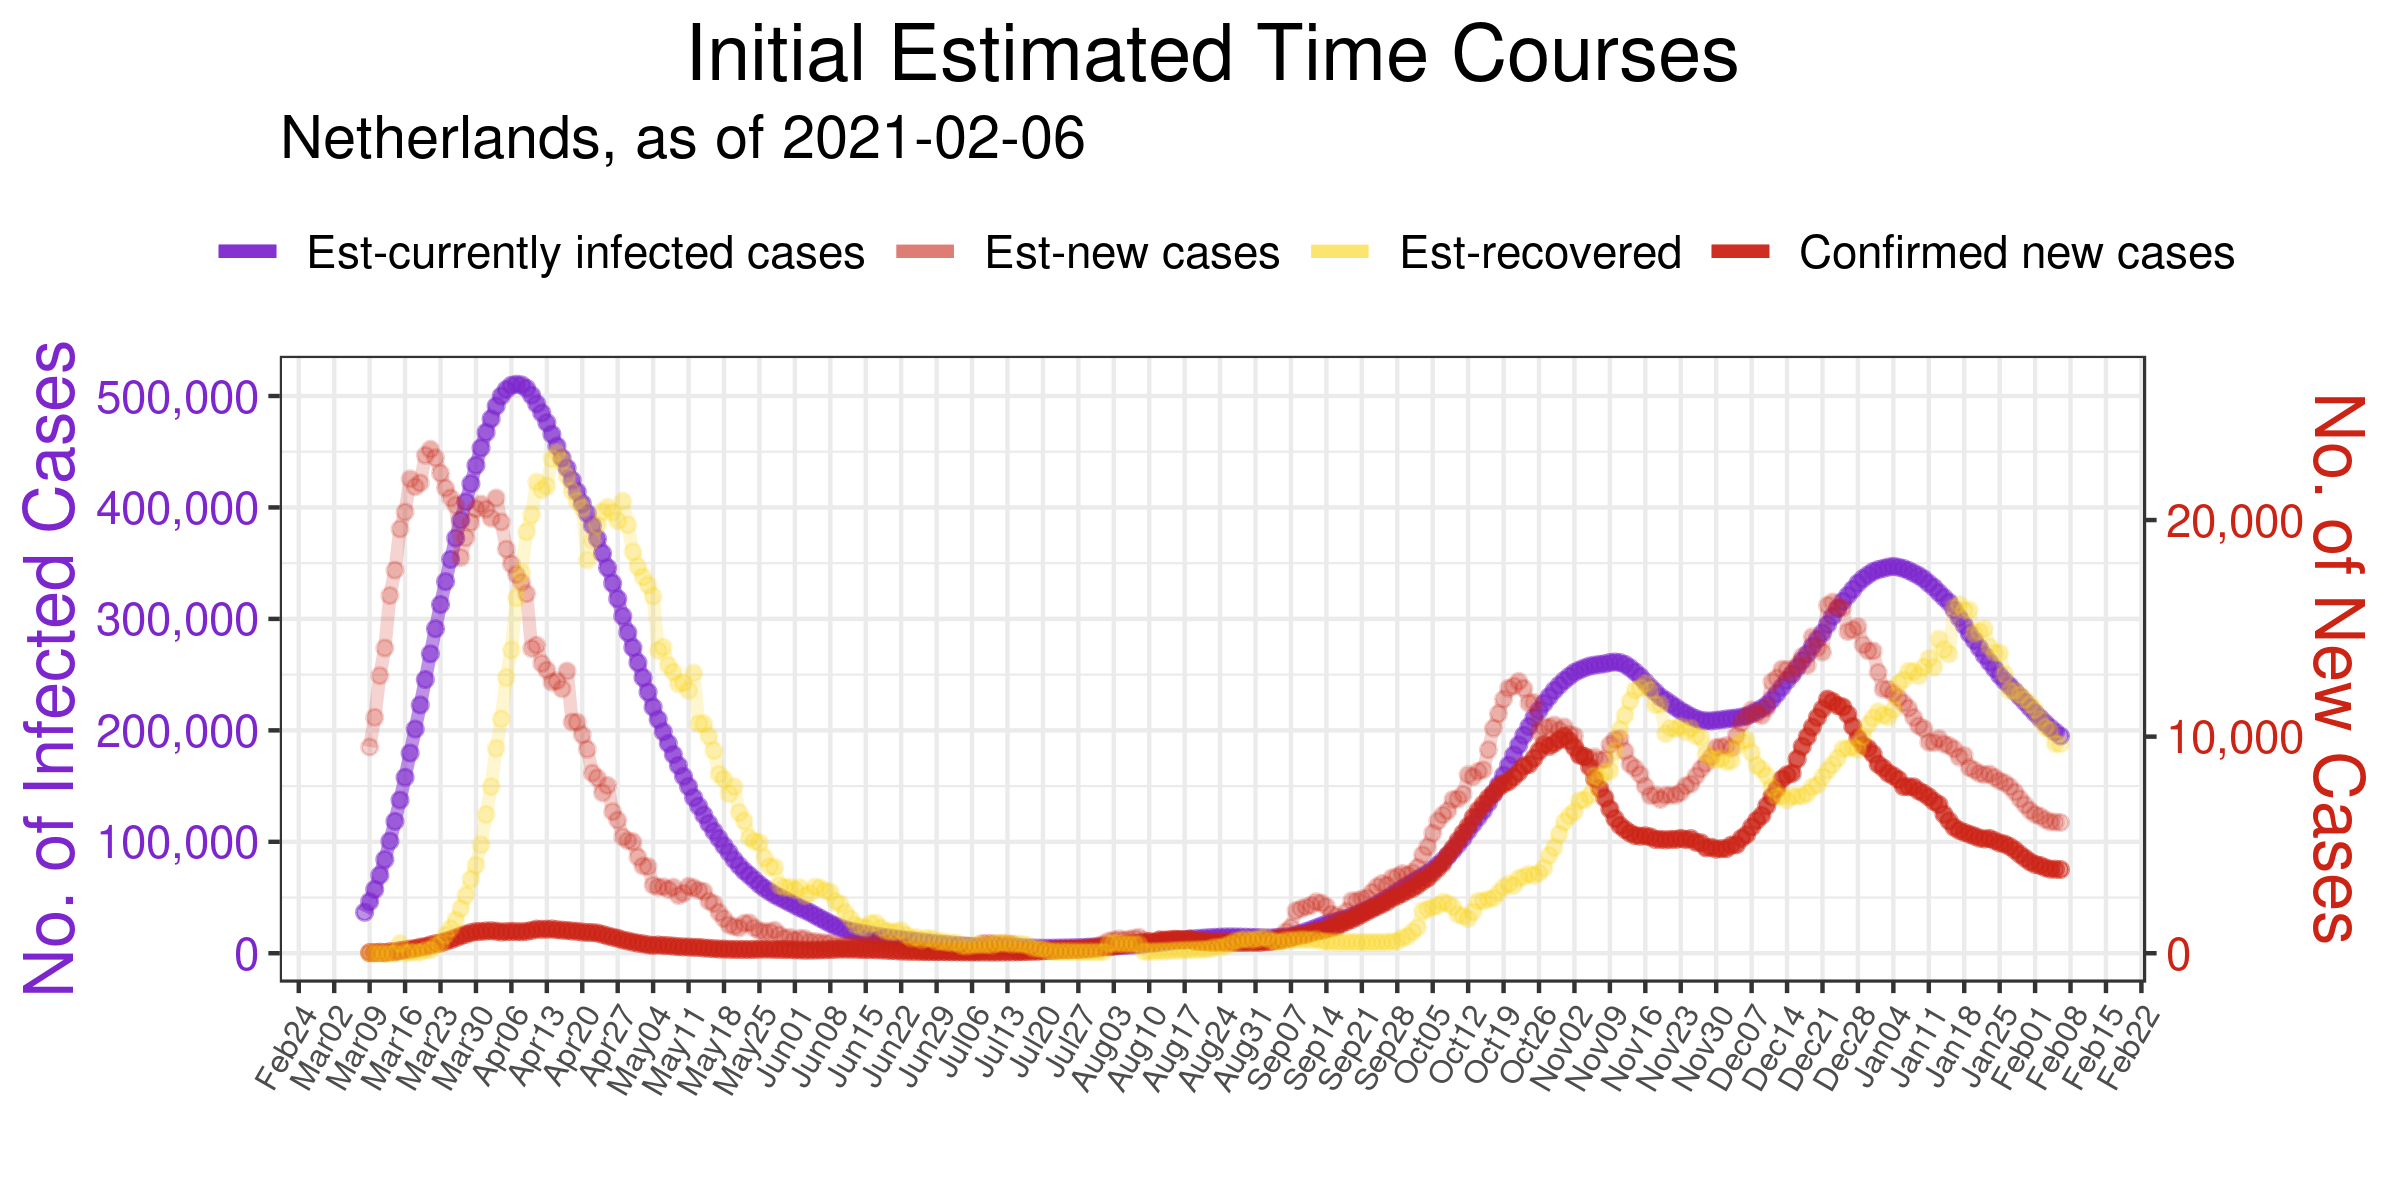 Initial Estimated Time Courses
Netherlands, as of 2021-02-06
Est-currently infected cases Est-new cases Est-recovered Confirmed new cases
No. of Infected Cases
500,000
400,000
300,000
200,000
100,000
0
20,000
10,000
0
No. of New Cases
Feb24 Mar02 Mar09 Mar16 Mar23 Mar30 Apr06 Apr13 Apr20 Apr27 May04 May11 May18 May25 Jun01 Jun08 Jun15 Jun22 Jun29 Jul06 Jul13 Jul20 Jul27 Aug03 Aug10 Aug17 Aug24 Aug31 Sep07 Sep14 Sep21 Sep28 Oct05 Oct12 Oct19 Oct26 Nov02 Nov09 Nov16 Nov23 Nov30 Dec07 Dec14 Dec21 Dec28 Jan04 Jan11 Jan18 Jan25 Feb01 Feb08 Feb15 Feb22